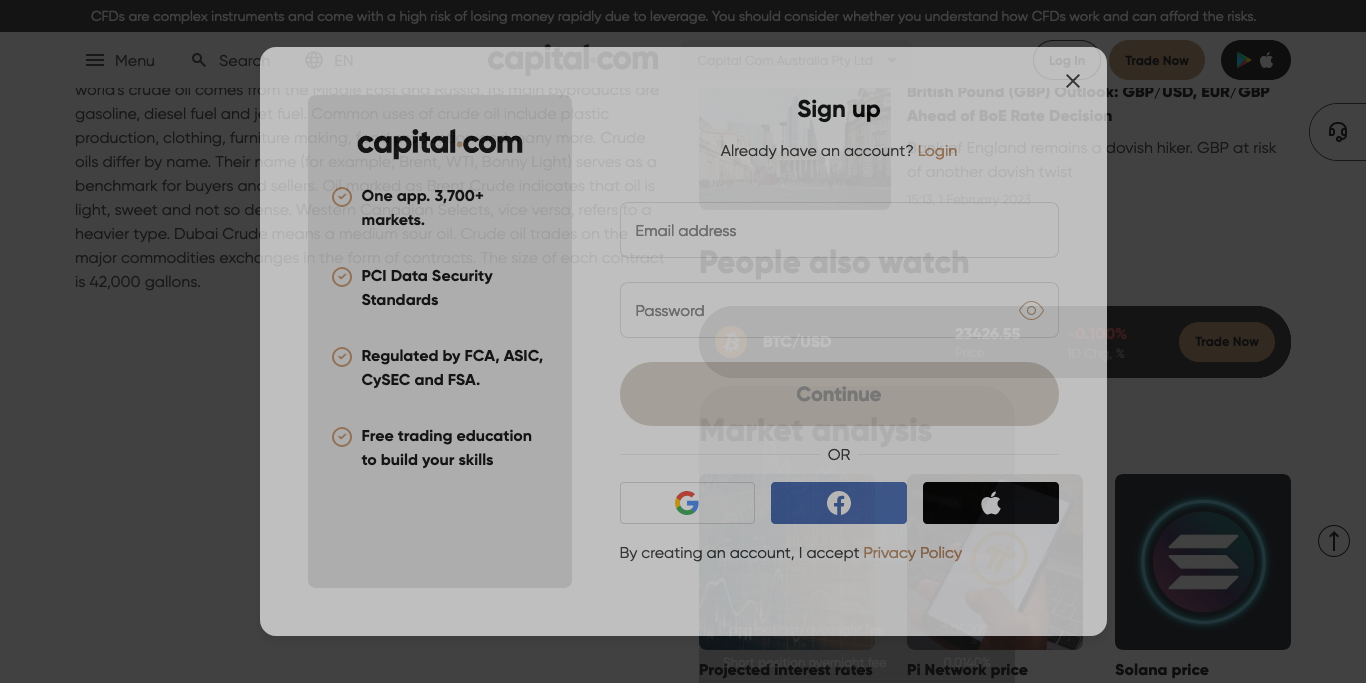 CFDs are complex instruments and come with a high risk of losing money rapidly due to leverage. You should consider whether you understand how CFDs work and can afford the risks.
Menu
Search
EN
capital.com
Capital Com Australia Pty Ltd
Log In
Trade Now
world's crude oil comes from the Middle East and Russia. Its main byproducts are
gasoline, diesel fuel and jet fuel. Common uses of crude oil include plastic
production, clothing, furniture making, and many more. Crude
oils differ by name. Their name (for example, Brent, WTI, Bonny Light) serves as a
benchmark for buyers and sellers. Oil marked as Brent Crude indicates that oil is
light, sweet and not so dense. Western Canadian Selects, vice versa, refers to a
heavier type. Dubai Crude means a medium sour oil. Crude oil trades on the
major commodities exchanges in the form of contracts. The size of each contract
is 42,000 gallons.
capital.com
One app. 3,700+
markets.
PCI Data Security
Standards
Regulated by FCA, ASIC,
CySEC and FSA.
Free trading education
to build your skills
Sign up
Already have an account? Login
Email address
Password
Continue
OR
By creating an account, I accept Privacy Policy
British Pound (GBP) Outlook: GBP/USD, EUR/GBP
Ahead of BoE Rate Decision
of England remains a dovish hiker. GBP at risk
of another dovish twist
15:13, 1 February 2023
People also watch
BTC/USD
23426.55
Price
-0.100%
1D Chg, %
Trade Now
Market analysis
Short position overnight fee
Projected interest rates
Pi Network price
Solana price